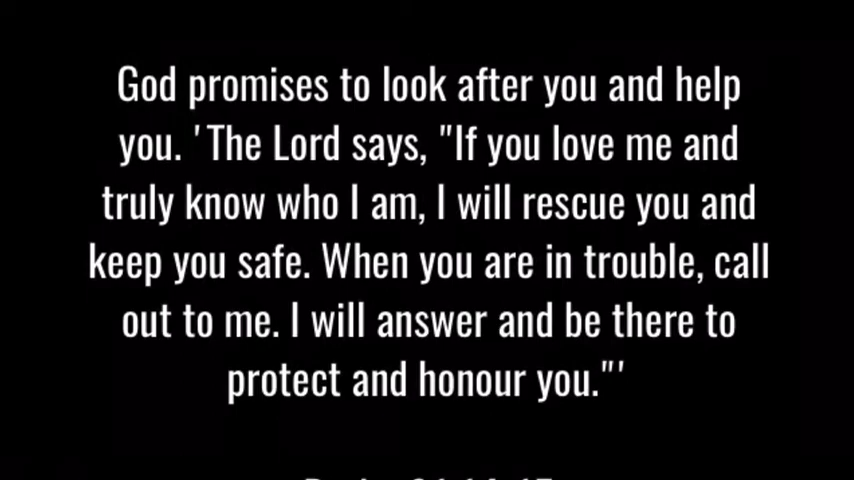 God promises to look after you and help
you. 'The Lord says, "If you love me and
truly know who I am, I will rescue you and
keep you safe. When you are in trouble, call
out to me. I will answer and be there to
protect and honour you."'